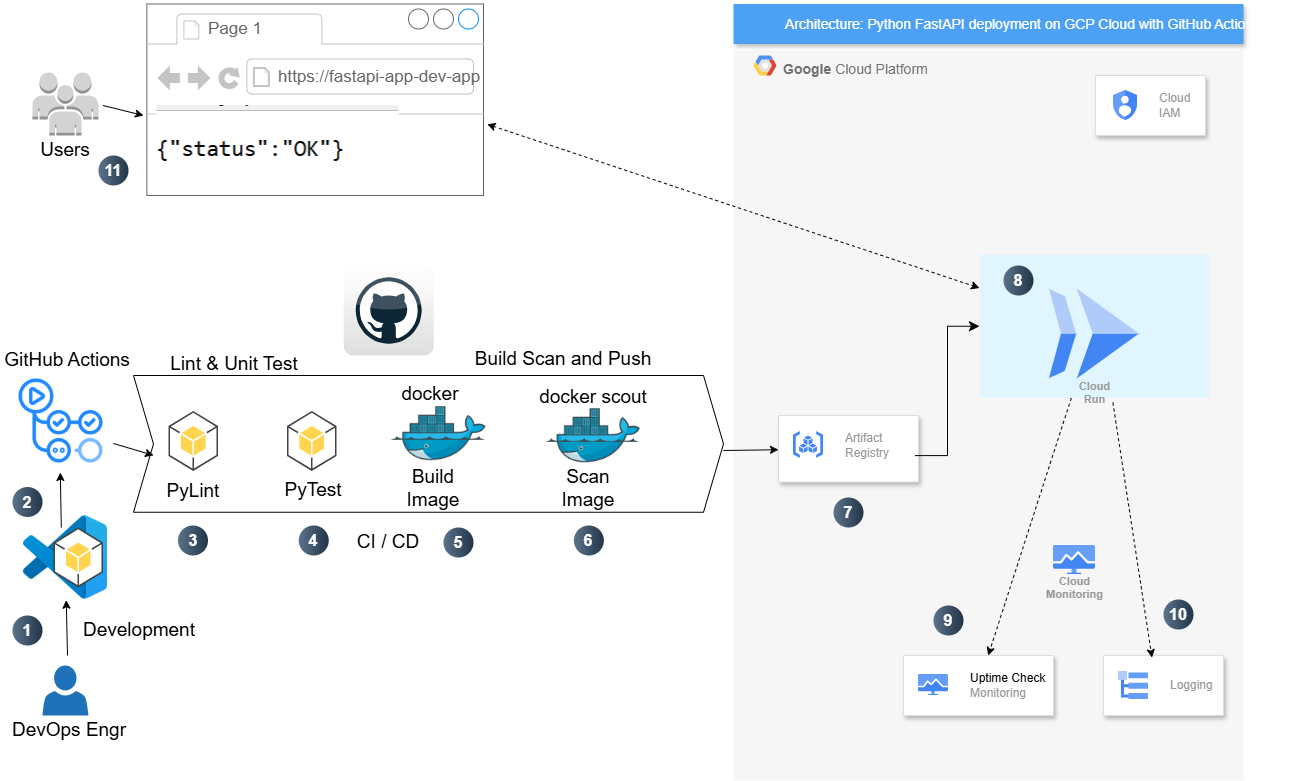 Architecture: Python FastAPI deployment on GCP Cloud with GitHub Actio
Page 1
https://fastapi-app-dev-app
{"status":"OK"}
Users
11
Google Cloud Platform
Cloud
IAM
8
Cloud
Run
GitHub Actions
Lint & Unit Test
Build Scan and Push
docker
docker scout
PyLint
PyTest
Build
Image
Scan
Image
Artifact
Registry
2
3
4
CI / CD
5
6
7
1
Development
DevOps Engr
Cloud
Monitoring
9
10
Uptime Check
Monitoring
Logging